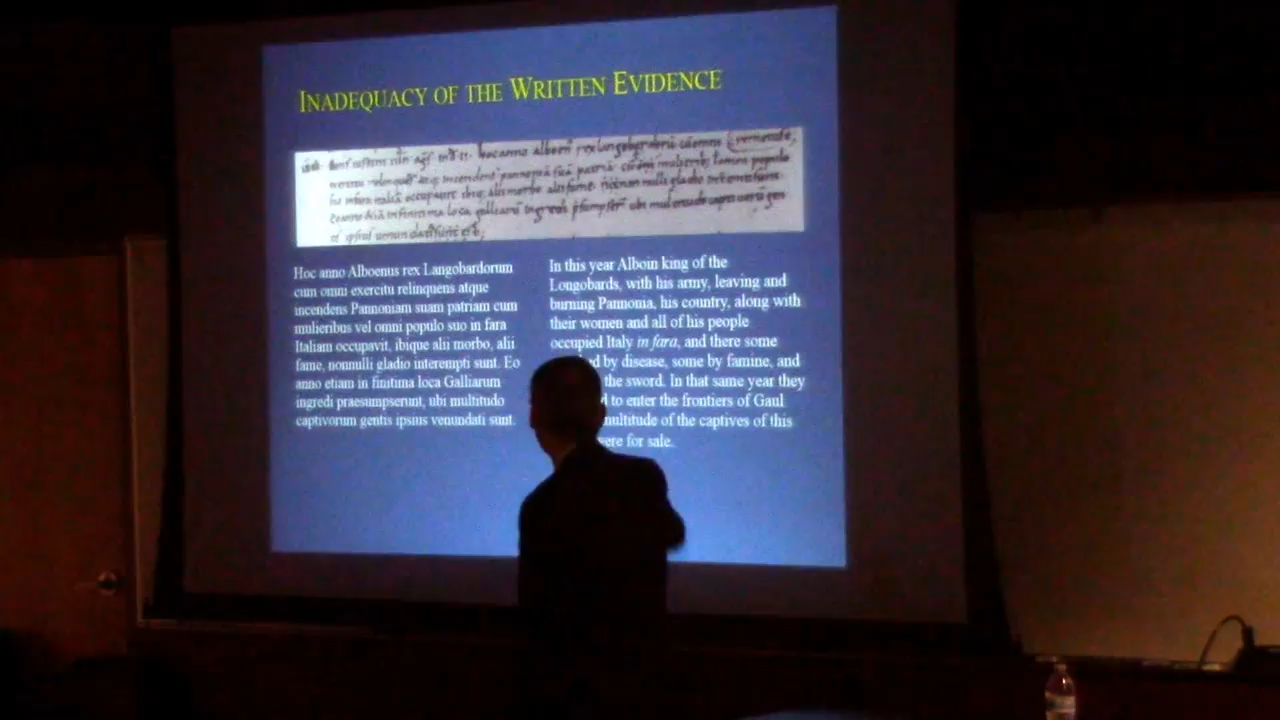 INADEQUACY OF THE WRITTEN EVIDENCE
Hoc anno Alboenus rex Langobardorum
cum omni exercitu relinquens atque
incendens Pannoniam suam patriam cum
mulieribus vel omni populo suo in fara
Italiam occupavit, ibique alii morbo, alii
fame, nonnulli gladio interempti sunt. Eo
anno etiam in finitima loca Galliarum
ingredi praesumpserunt, ubi multitudo
captivorum gentis ipsius venundati sunt.
In this year Alboin king of the
Longobards, with his army, leaving and
burning Pannonia, his country, along with
their women and all of his people
occupied Italy in fara, and there some
by disease, some by famine, and
the sword. In that same year they
to enter the frontiers of Gaul
multitude of the captives of this
were for sale.